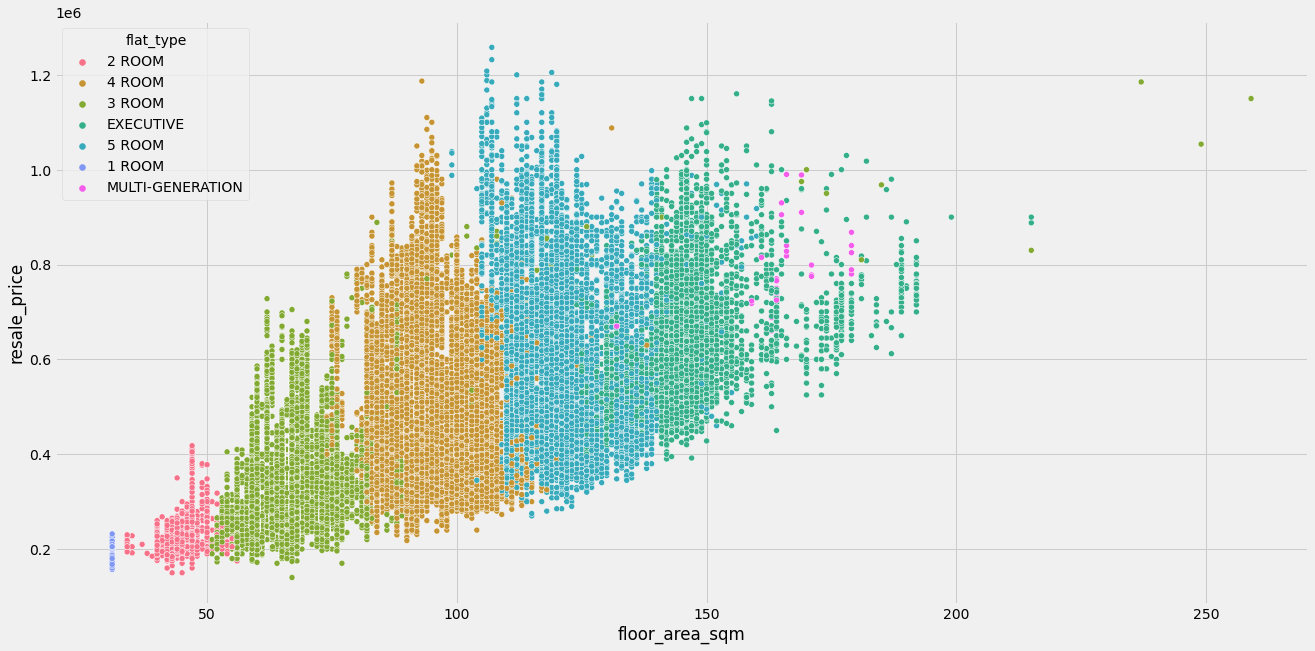 1e6
flat_type
2 ROOM
4 ROOM
3 ROOM
EXECUTIVE
5 ROOM
1 ROOM
MULTI-GENERATION
1.2
1.0
0.8
0.6
0.4
0.2
resale_price
50
100
150
200
250
floor_area_sqm